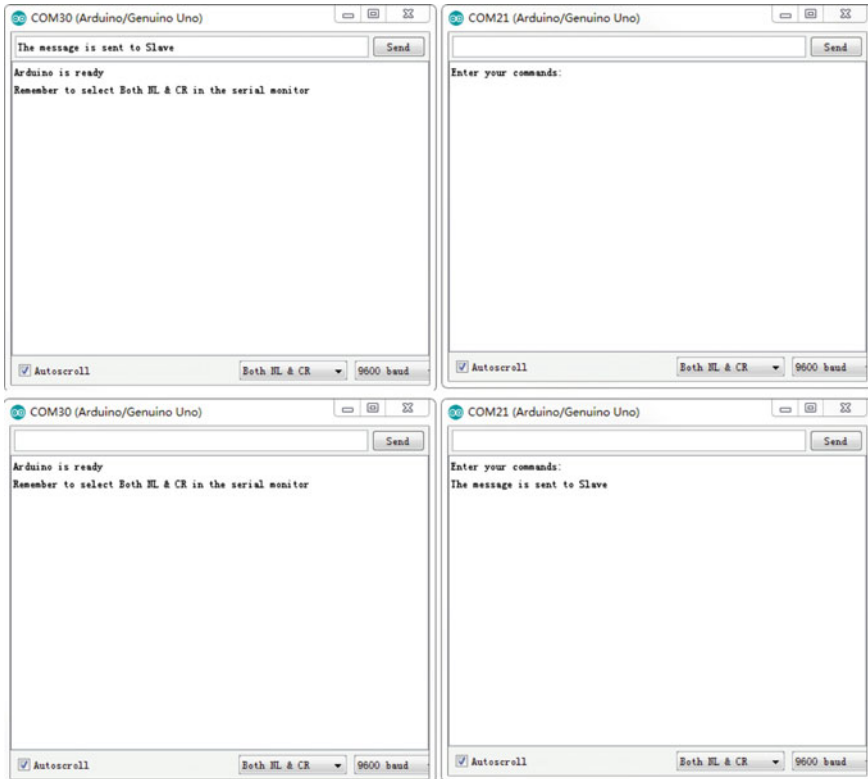 COM30 (Arduino/Genuino Uno)
The message is sent to Slave
Send
Arduino is ready
Remember to select Both NL & CR in the serial monitor
Autoscroll
Both NL & CR
9600 baud
COM21 (Arduino/Genuino Uno)
Send
Enter your commands:
Autoscroll
Both NL & CR
9600 baud
COM30 (Arduino/Genuino Uno)
Send
Arduino is ready
Remember to select Both NL & CR in the serial monitor
Autoscroll
Both NL & CR
9600 baud
COM21 (Arduino/Genuino Uno)
Send
Enter your commands:
The message is sent to Slave
Autoscroll
Both NL & CR
9600 baud